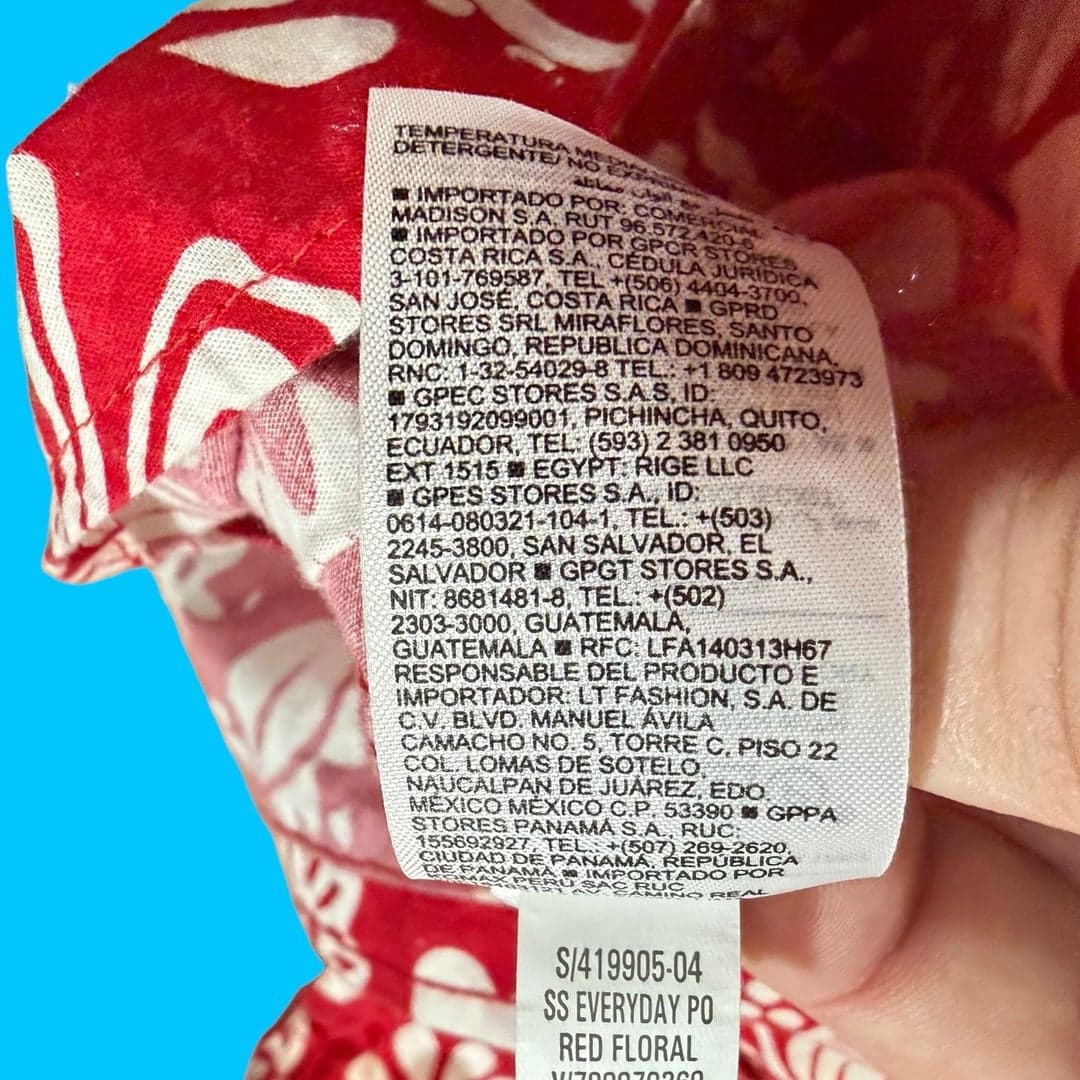 TEMPERATURA MEDIA
DETERGENTE/ NO
■ IMPORTADO POR: COMERCIAL
MADISON S.A. RUT 96.572.420-8
■ IMPORTADO POR GPCR STORES
COSTA RICA S.A., CÉDULA JURÍDICA
3-101-769587, TEL +(506) 4404-3700,
SAN JOSÉ, COSTA RICA ■ GPRD
STORES SRL MIRAFLORES, SANTO
DOMINGO, REPUBLICA DOMINICANA,
RNC: 1-32-54029-8 TEL.: +1 809 4723973
■ GPEC STORES S.A.S, ID:
1793192099001, PICHINCHA, QUITO,
ECUADOR, TEL: (593) 2 381 0950
EXT 1515 ■ EGYPT: RIGE LLC
■ GPES STORES S.A., ID:
0614-080321-104-1, TEL.: +(503)
2245-3800, SAN SALVADOR, EL
SALVADOR ■ GPGT STORES S.A.,
NIT: 8681481-8, TEL.: +(502)
2303-3000, GUATEMALA,
GUATEMALA ■ RFC: LFA140313H67
RESPONSABLE DEL PRODUCTO E
IMPORTADOR: LT FASHION, S.A. DE
C.V. BLVD. MANUEL ÁVILA
CAMACHO NO. 5, TORRE C, PISO 22
COL. LOMAS DE SOTELO,
NAUCALPAN DE JUÁREZ, EDO.
MÉXICO MÉXICO C.P. 53390 ■ GPPA
STORES PANAMÁ S.A., RUC:
155692927, TEL.: +(507) 269-2620,
CIUDAD DE PANAMÁ, REPÚBLICA
DE PANAMÁ ■ IMPORTADO POR
PERÚ SAC RUC
AV. CAMINO REAL
S/419905-04
SS EVERYDAY PO
RED FLORAL